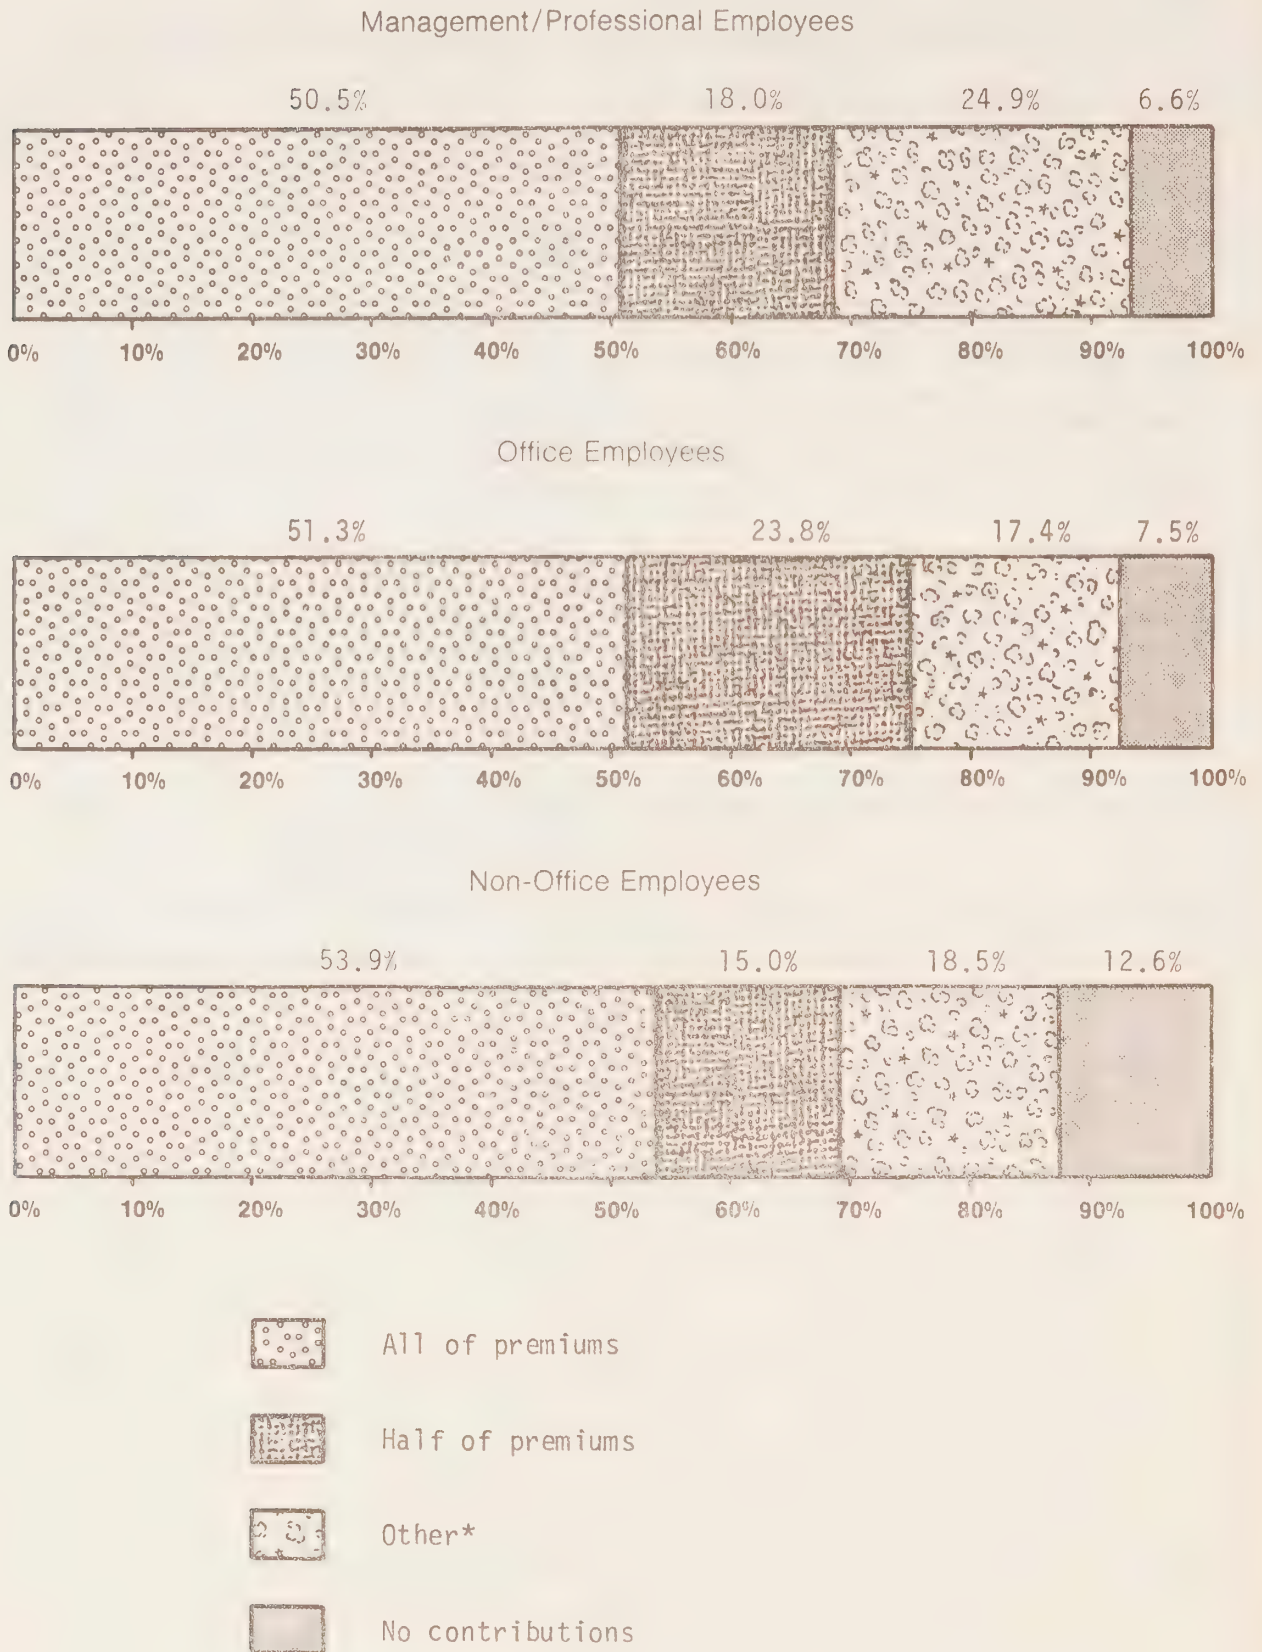 Management/Professional Employees
50.5% 18.0% 24.9% 6.6%
0% 10% 20% 30% 40% 50% 60% 70% 80% 90% 100%
Office Employees
51.3% 23.8% 17.4% 7.5%
0% 10% 20% 30% 40% 50% 60% 70% 80% 90% 100%
Non-Office Employees
53.9% 15.0% 18.5% 12.6%
0% 10% 20% 30% 40% 50% 60% 70% 80% 90% 100%
All of premiums
Half of premiums
Other*
No contributions